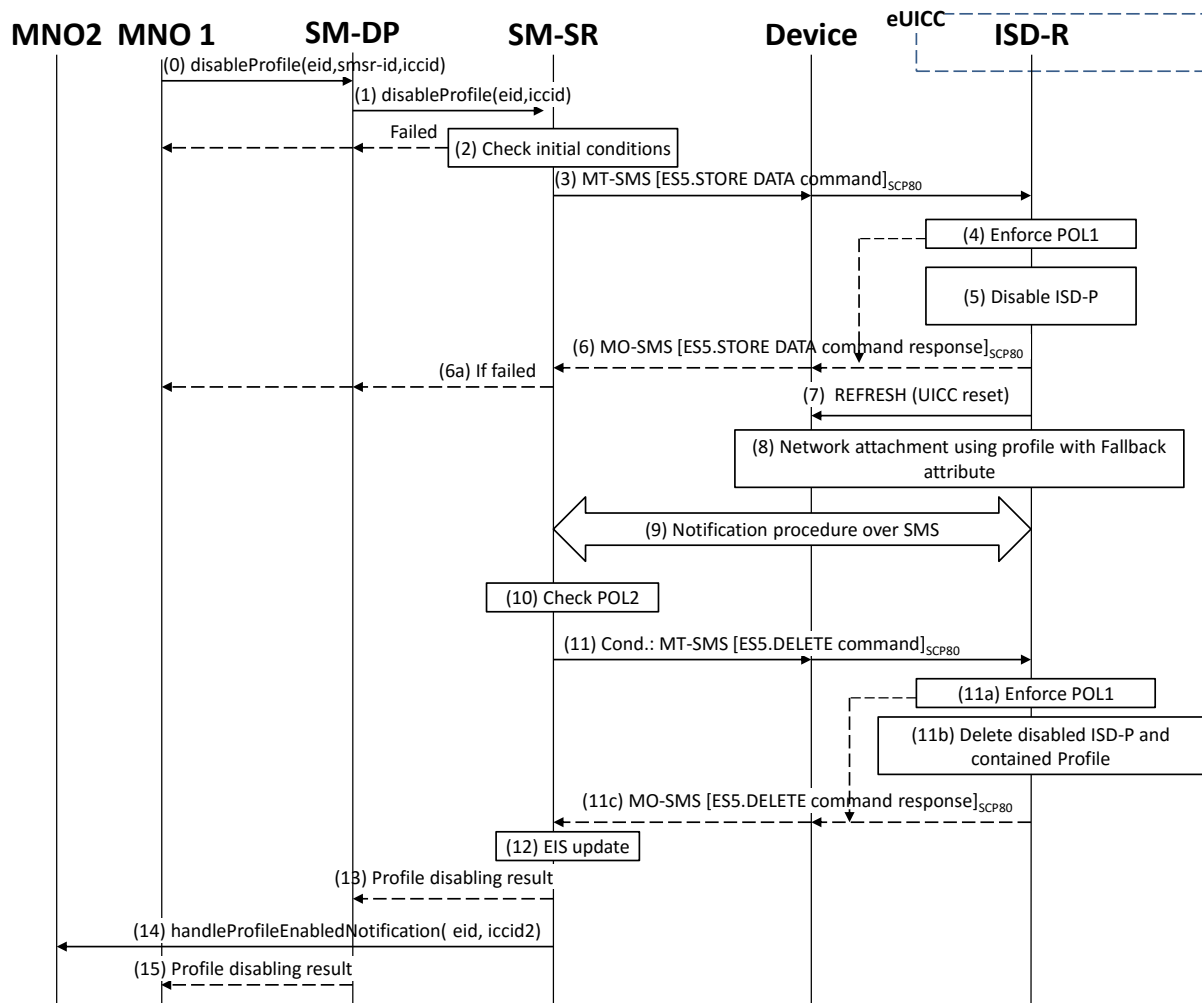 eUICC
MNO2 MNO 1 SM-DP SM-SR Device ISD-R
(0) disableProfile(eid,smsr-id,iccid)
(1) disableProfile(eid,iccid)
Failed
(2) Check initial conditions
(3) MT-SMS [ES5.STORE DATA command]SCP80
(4) Enforce POL1
(5) Disable ISD-P
(6) MO-SMS [ES5.STORE DATA command response]SCP80
(6a) If failed
(7) REFRESH (UICC reset)
(8) Network attachment using profile with Fallback
attribute
(9) Notification procedure over SMS
(10) Check POL2
(11) Cond.: MT-SMS [ES5.DELETE command]SCP80
(11a) Enforce POL1
(11b) Delete disabled ISD-P and
contained Profile
(11c) MO-SMS [ES5.DELETE command response]SCP80
(12) EIS update
(13) Profile disabling result
(14) handleProfileEnabledNotification( eid, iccid2)
(15) Profile disabling result